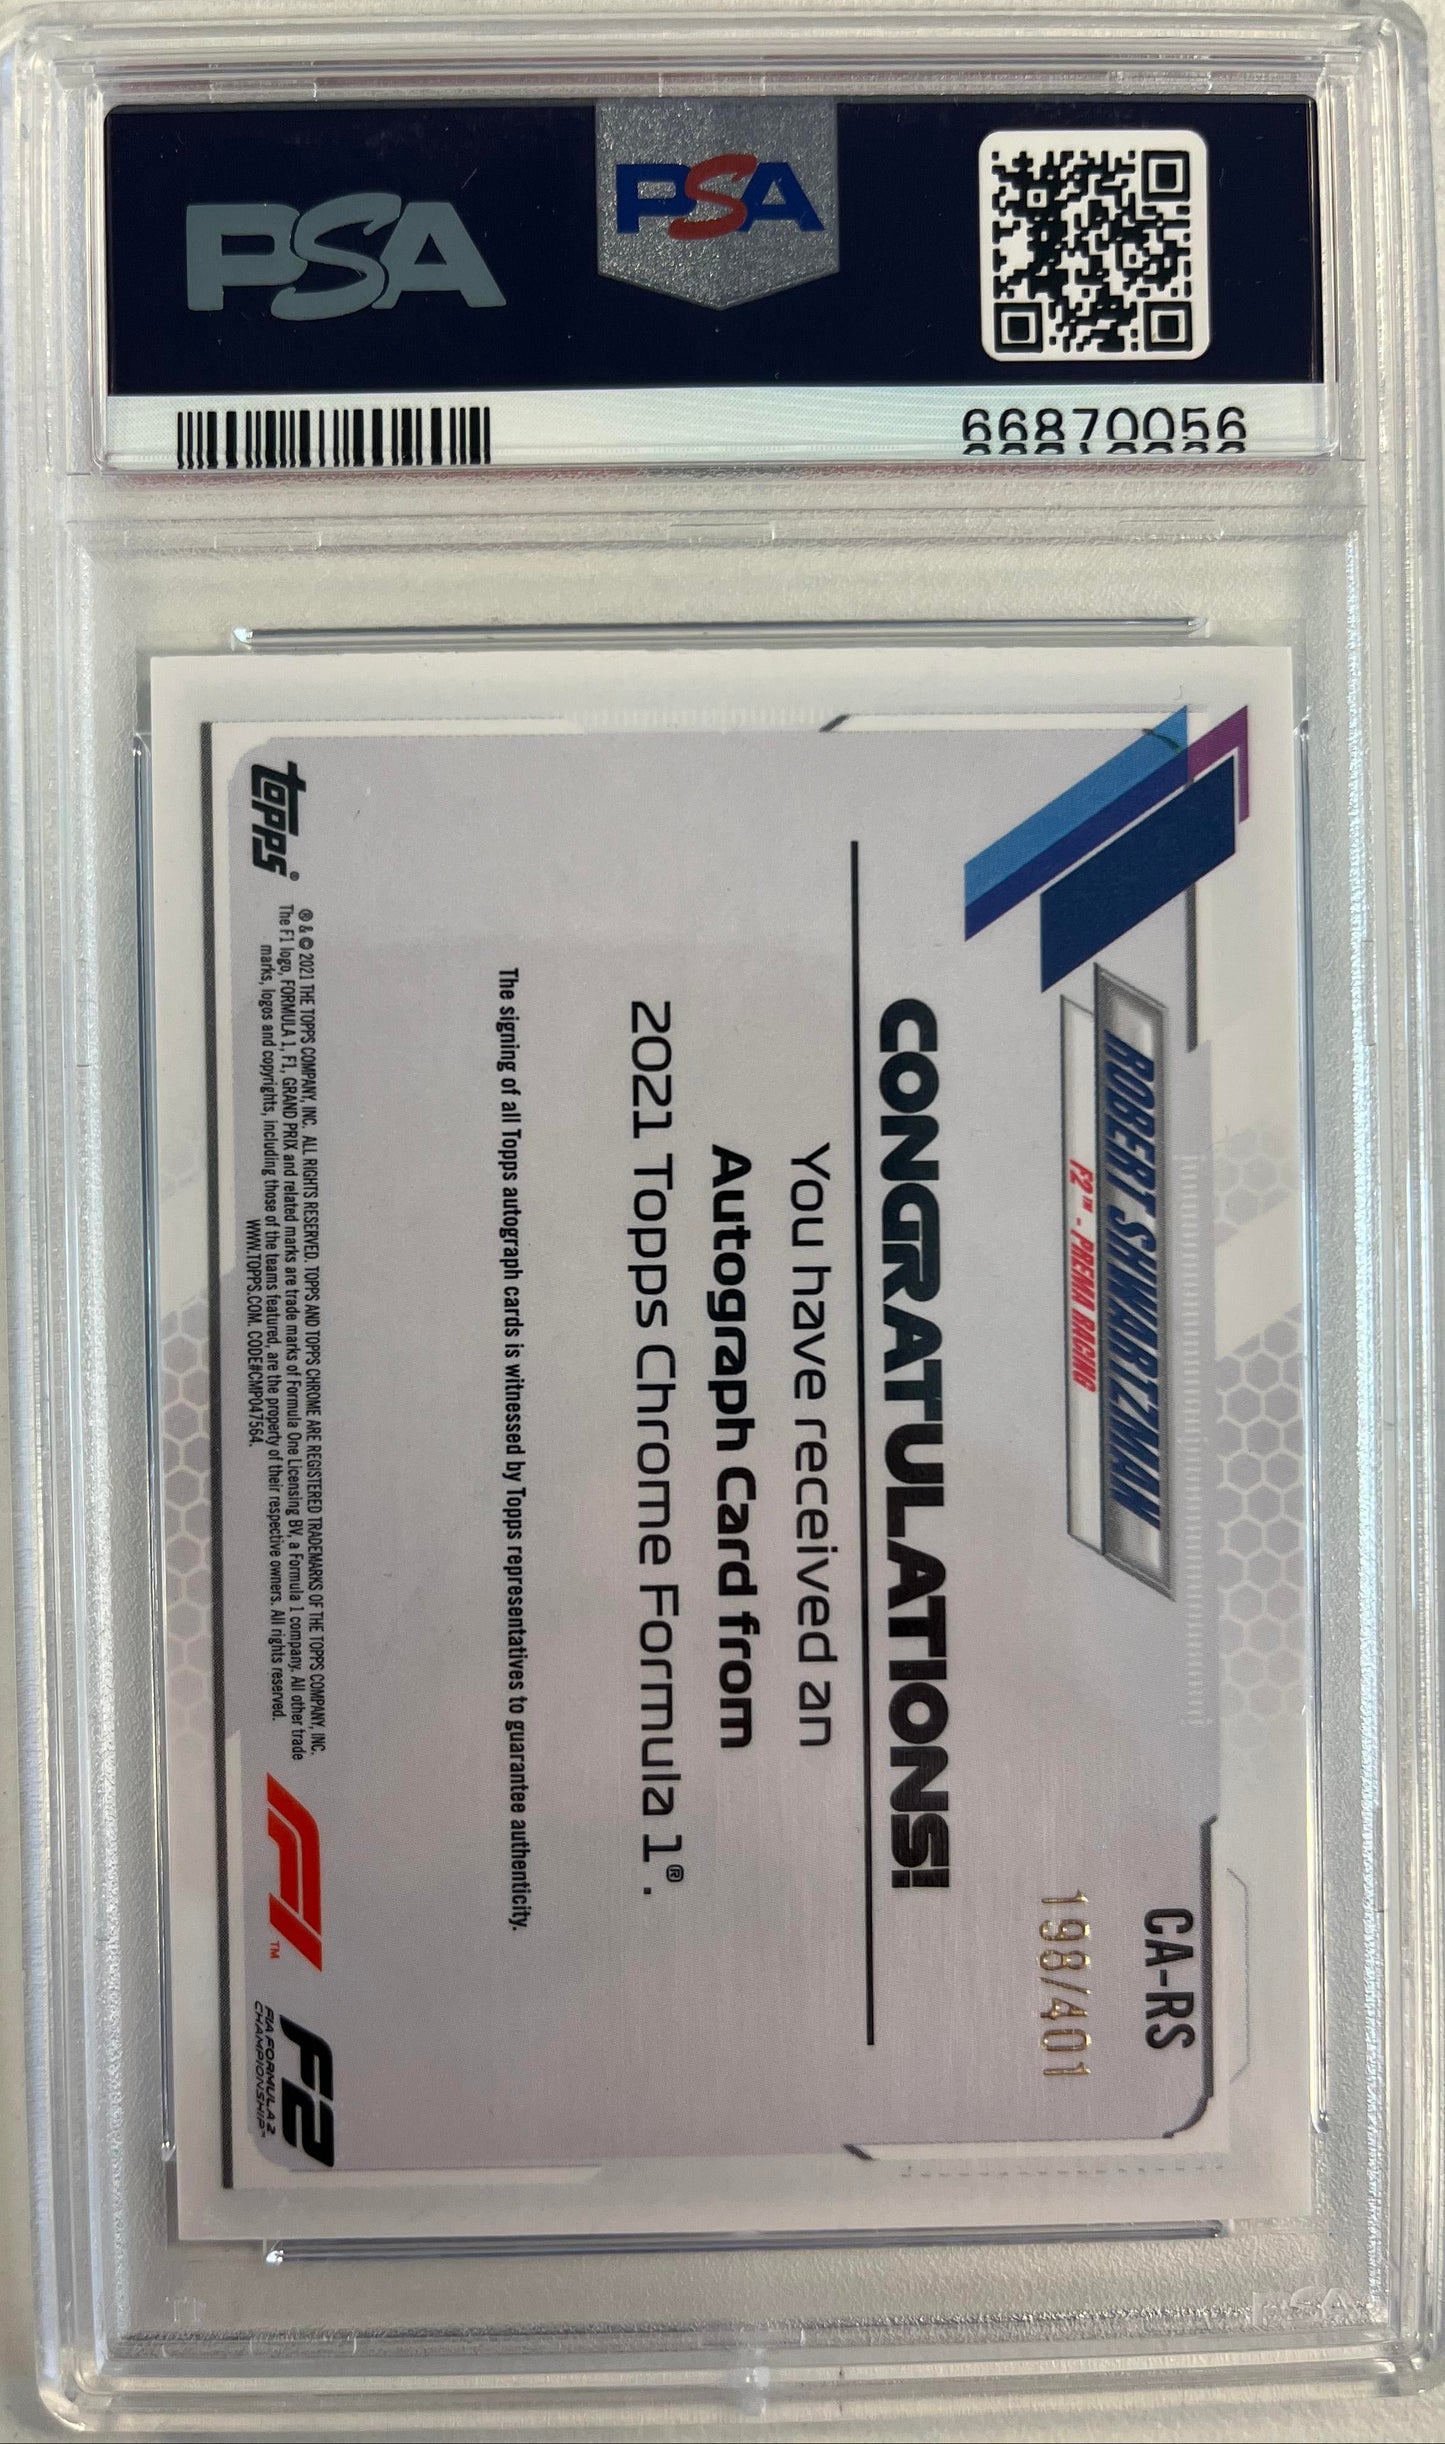 PSA
PSA
66870056
ROBERT SHWARTZMAN
F2™ - PREMA RACING
CA-RS
198/401
CONGRATULATIONS!
You have received an
Autograph Card from
2021 Topps Chrome Formula 1®.
The signing of all Topps autograph cards is witnessed by Topps representatives to guarantee authenticity.
topps®
® & © 2021 THE TOPPS COMPANY, INC. ALL RIGHTS RESERVED. TOPPS AND TOPPS CHROME ARE REGISTERED TRADEMARKS OF THE TOPPS COMPANY, INC.
The F1 logo, FORMULA 1, F1, GRAND PRIX and related marks are trade marks of Formula One Licensing BV, a Formula 1 company. All other trade
marks, logos and copyrights, including those of the teams featured, are the property of their respective owners. All rights reserved.
WWW.TOPPS.COM. CODE#CMP047564.
F1™
F2
FIA FORMULA 2
CHAMPIONSHIP™
PSA